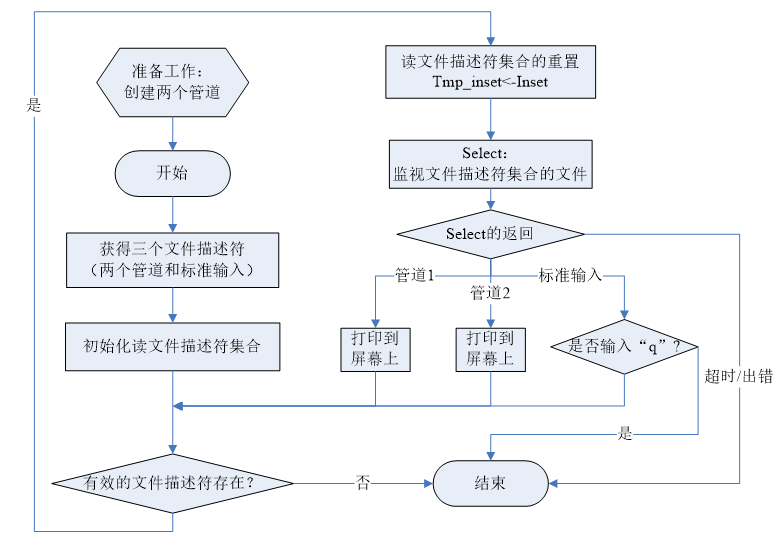 准备工作：
创建两个管道
开始
获得三个文件描述符
（两个管道和标准输入）
初始化读文件描述符集合
有效的文件描述符存在？
是
否
读文件描述符集合的重置
Tmp_inset<-Inset
Select：
监视文件描述符集合的文件
Select的返回
管道1
管道2
标准输入
打印到
屏幕上
打印到
屏幕上
是否输入“q”？
超时/出错
是
结束